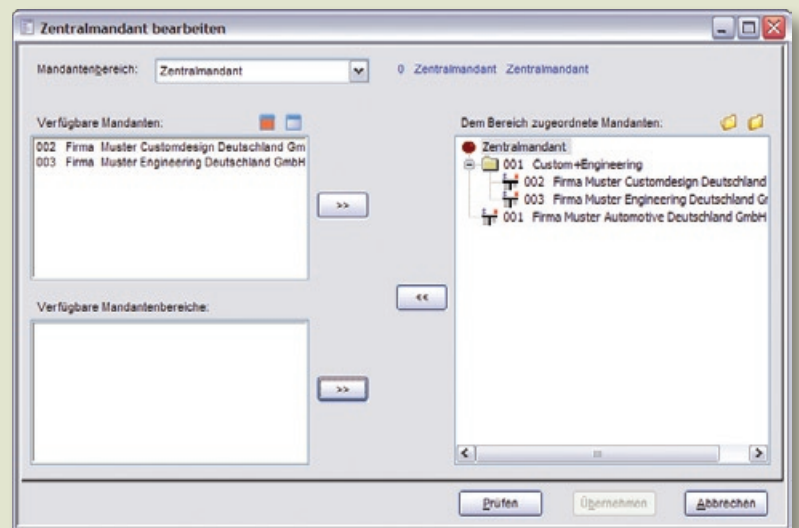 Zentralmandant bearbeiten
Mandantenbereich: Zentralmandant 0 Zentralmandant Zentralmandant
Verfügbare Mandanten:
002 Firma Muster Customdesign Deutschland Gm
003 Firma Muster Engineering Deutschland GmbH
>>
Verfügbare Mandantenbereiche:
>>
<<
Dem Bereich zugeordnete Mandanten:
Zentralmandant
001 Custom+Engineering
002 Firma Muster Customdesign Deutschland
003 Firma Muster Engineering Deutschland Gr
001 Firma Muster Automotive Deutschland GmbH
Prüfen Übernehmen Abbrechen